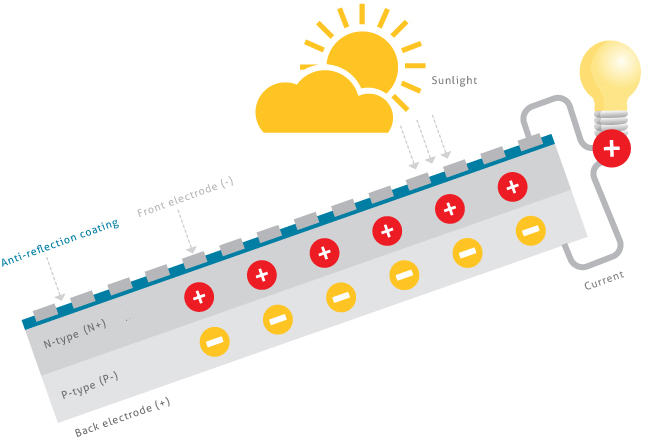 Sunlight
Front electrode (-)
Anti-reflection coating
N-type (N+)
P-type (P-)
Back electrode (+)
Current